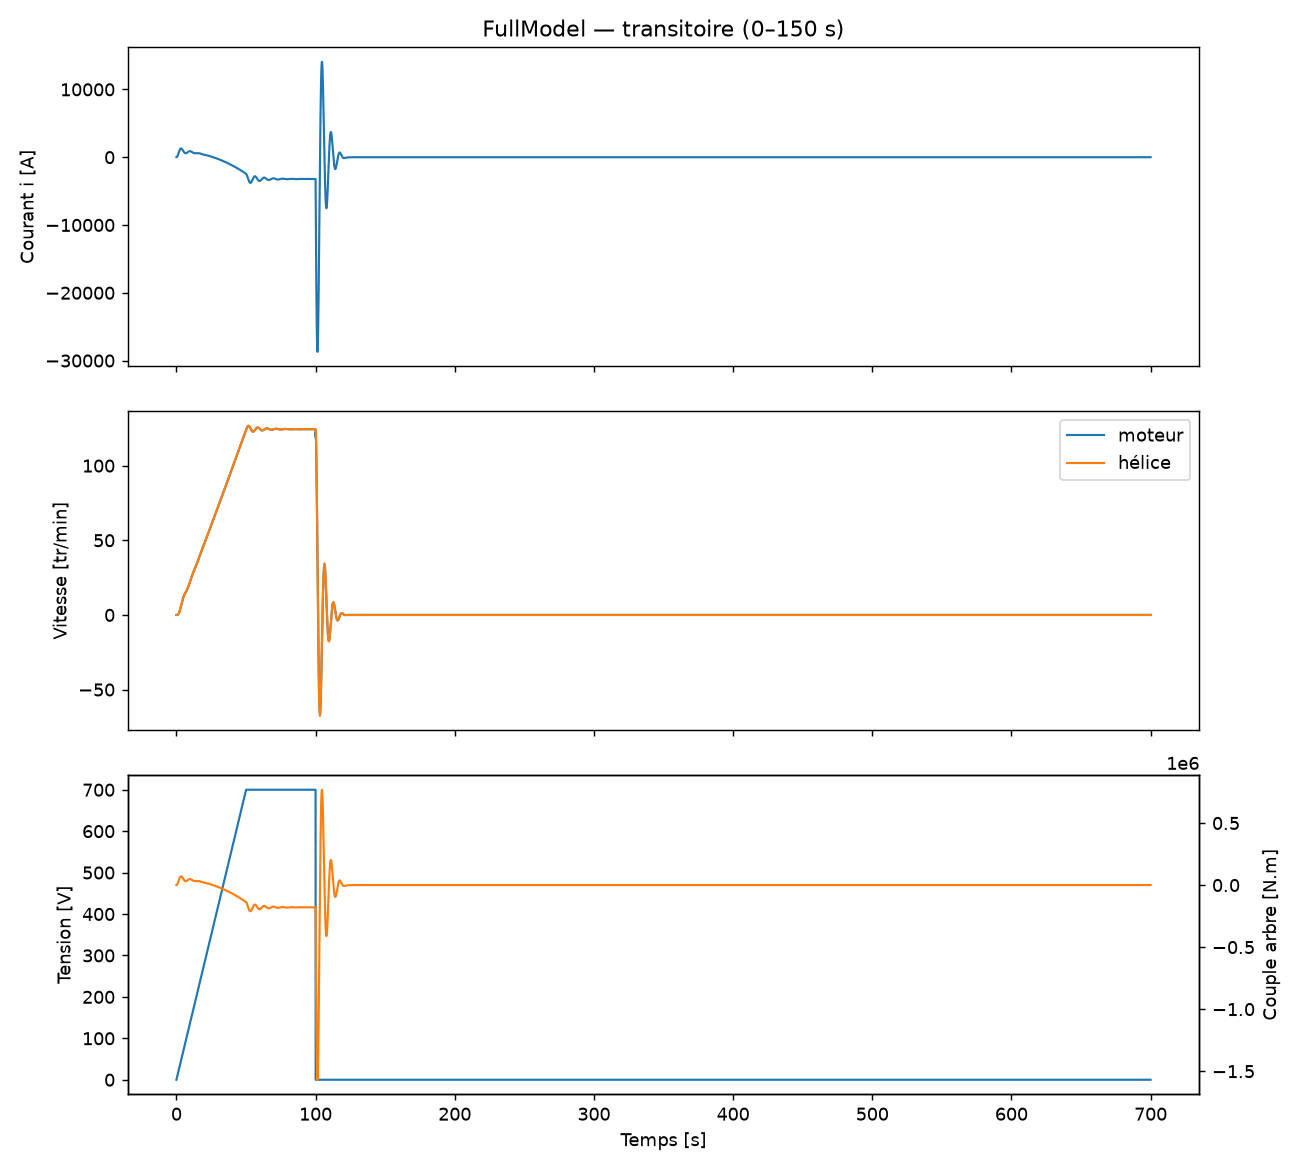 FullModel — transitoire (0–150 s)
Courant i [A]
10000
0
−10000
−20000
−30000
Vitesse [tr/min]
100
50
0
−50
moteur
hélice
1e6
Tension [V]
700
600
500
400
300
200
100
0
Couple arbre [N.m]
0.5
0.0
−0.5
−1.0
−1.5
0 100 200 300 400 500 600 700
Temps [s]